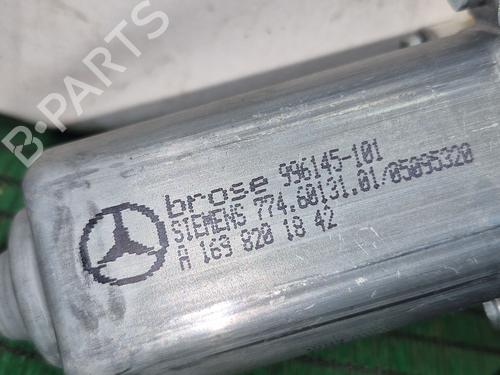 B-PARTS
brose 996145-101
SIEMENS 774.60131.01/05095320
A 169 820 18 42